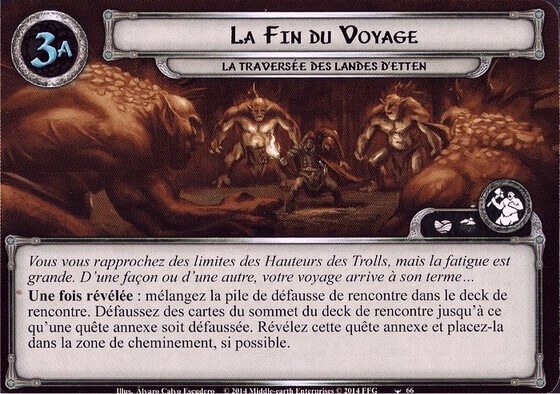 3A
LA FIN DU VOYAGE
LA TRAVERSÉE DES LANDES D'ETTEN
Vous vous rapprochez des limites des Hauteurs des Trolls, mais la fatigue est
grande. D'une façon ou d'une autre, votre voyage arrive à son terme…
Une fois révélée : mélangez la pile de défausse de rencontre dans le deck de
rencontre. Défaussez des cartes du sommet du deck de rencontre jusqu'à ce
qu'une quête annexe soit défaussée. Révélez cette quête annexe et placez-la
dans la zone de cheminement, si possible.
Illus. Álvaro Calvo Escudero © 2014 Middle-earth Enterprises © 2014 FFG 66